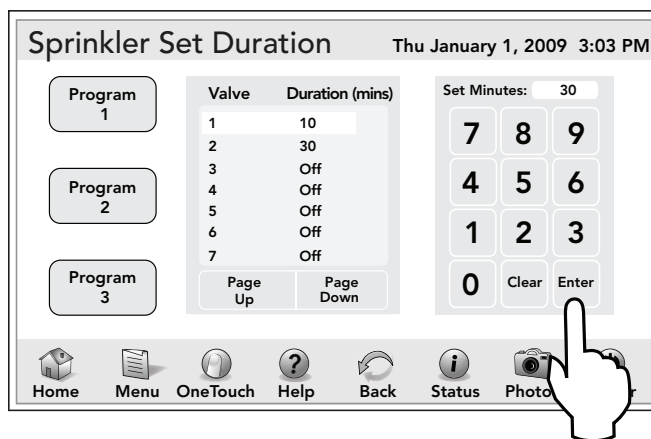 Sprinkler Set Duration
Thu January 1, 2009 3:03 PM
Program
1
Program
2
Program
3
Valve Duration (mins)
1 10
2 30
3 Off
4 Off
5 Off
6 Off
7 Off
Page
Up
Page
Down
Set Minutes: 30
7 8 9
4 5 6
1 2 3
0 Clear Enter
Home Menu OneTouch Help Back Status Photo